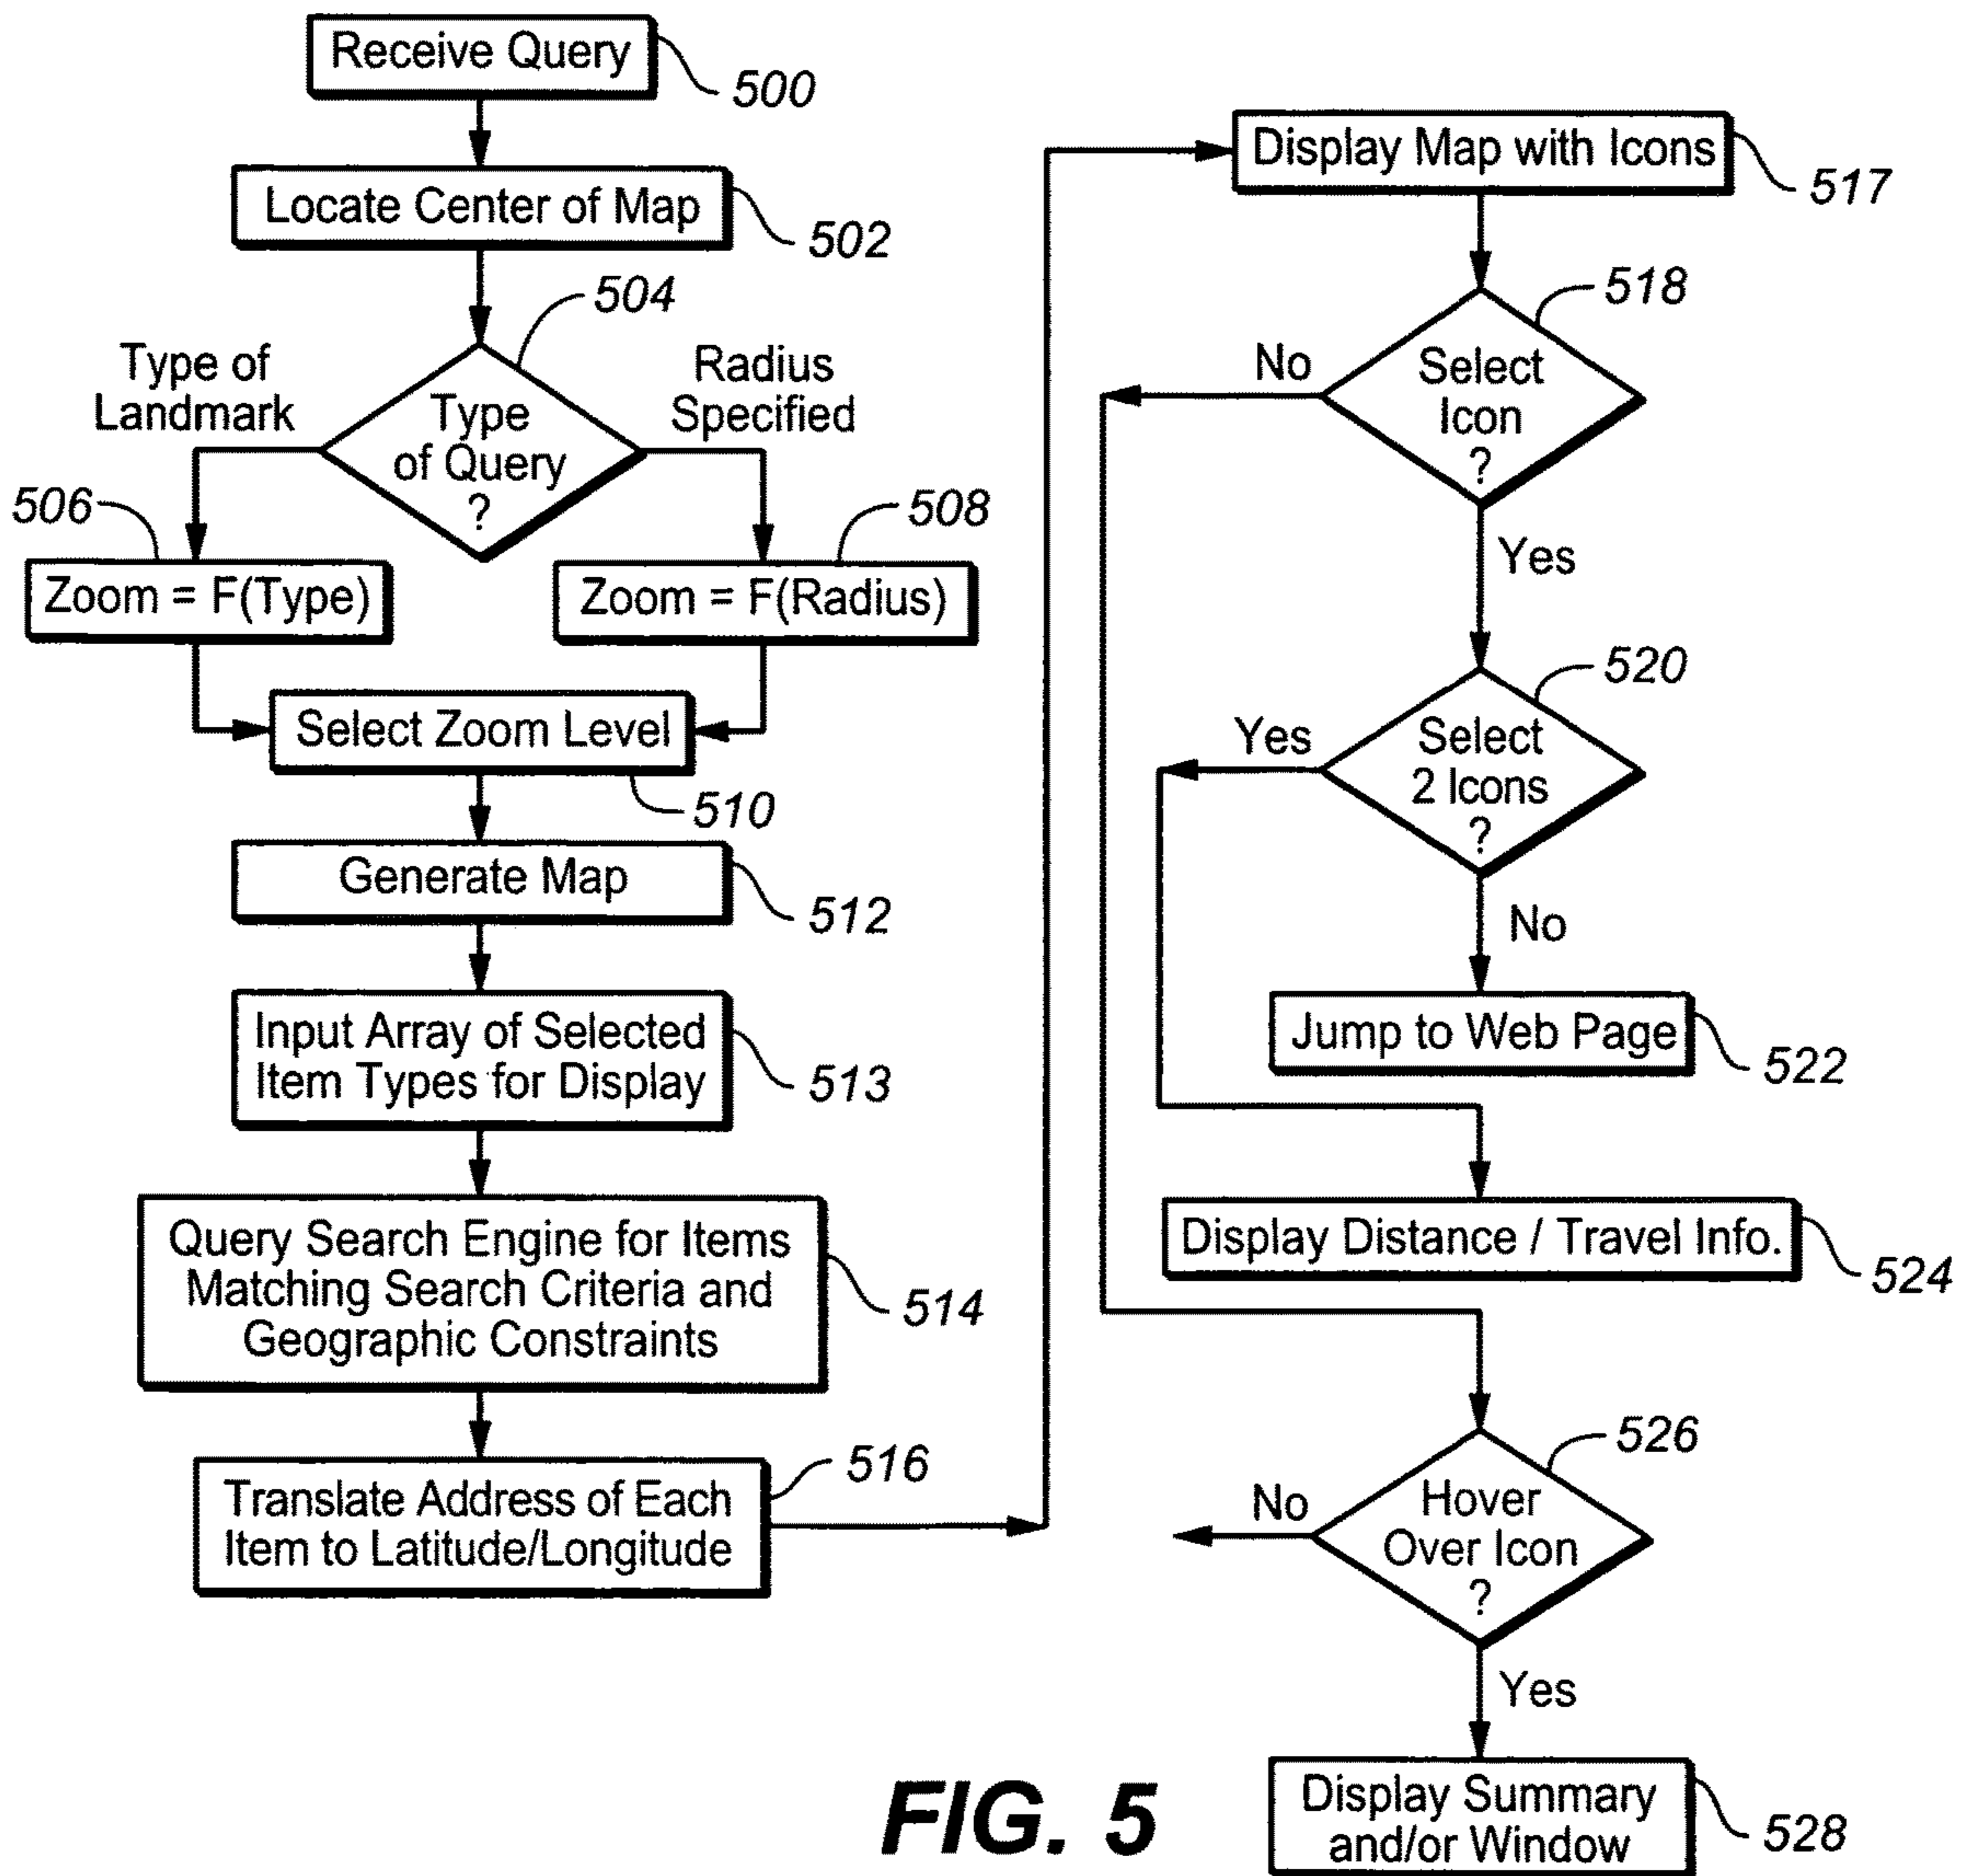 Receive Query
500
Locate Center of Map
502
504
Type of
Landmark
Type
of Query
?
Radius
Specified
506
Zoom = F(Type)
508
Zoom = F(Radius)
Select Zoom Level
510
Generate Map
512
Input Array of Selected
Item Types for Display
513
Query Search Engine for Items
Matching Search Criteria and
Geographic Constraints
514
Translate Address of Each
Item to Latitude/Longitude
516
Display Map with Icons
517
518
No
Select
Icon
?
Yes
520
Yes
Select
2 Icons
?
No
Jump to Web Page
522
Display Distance / Travel Info.
524
526
No
Hover
Over Icon
?
Yes
Display Summary
and/or Window
528
FIG. 5